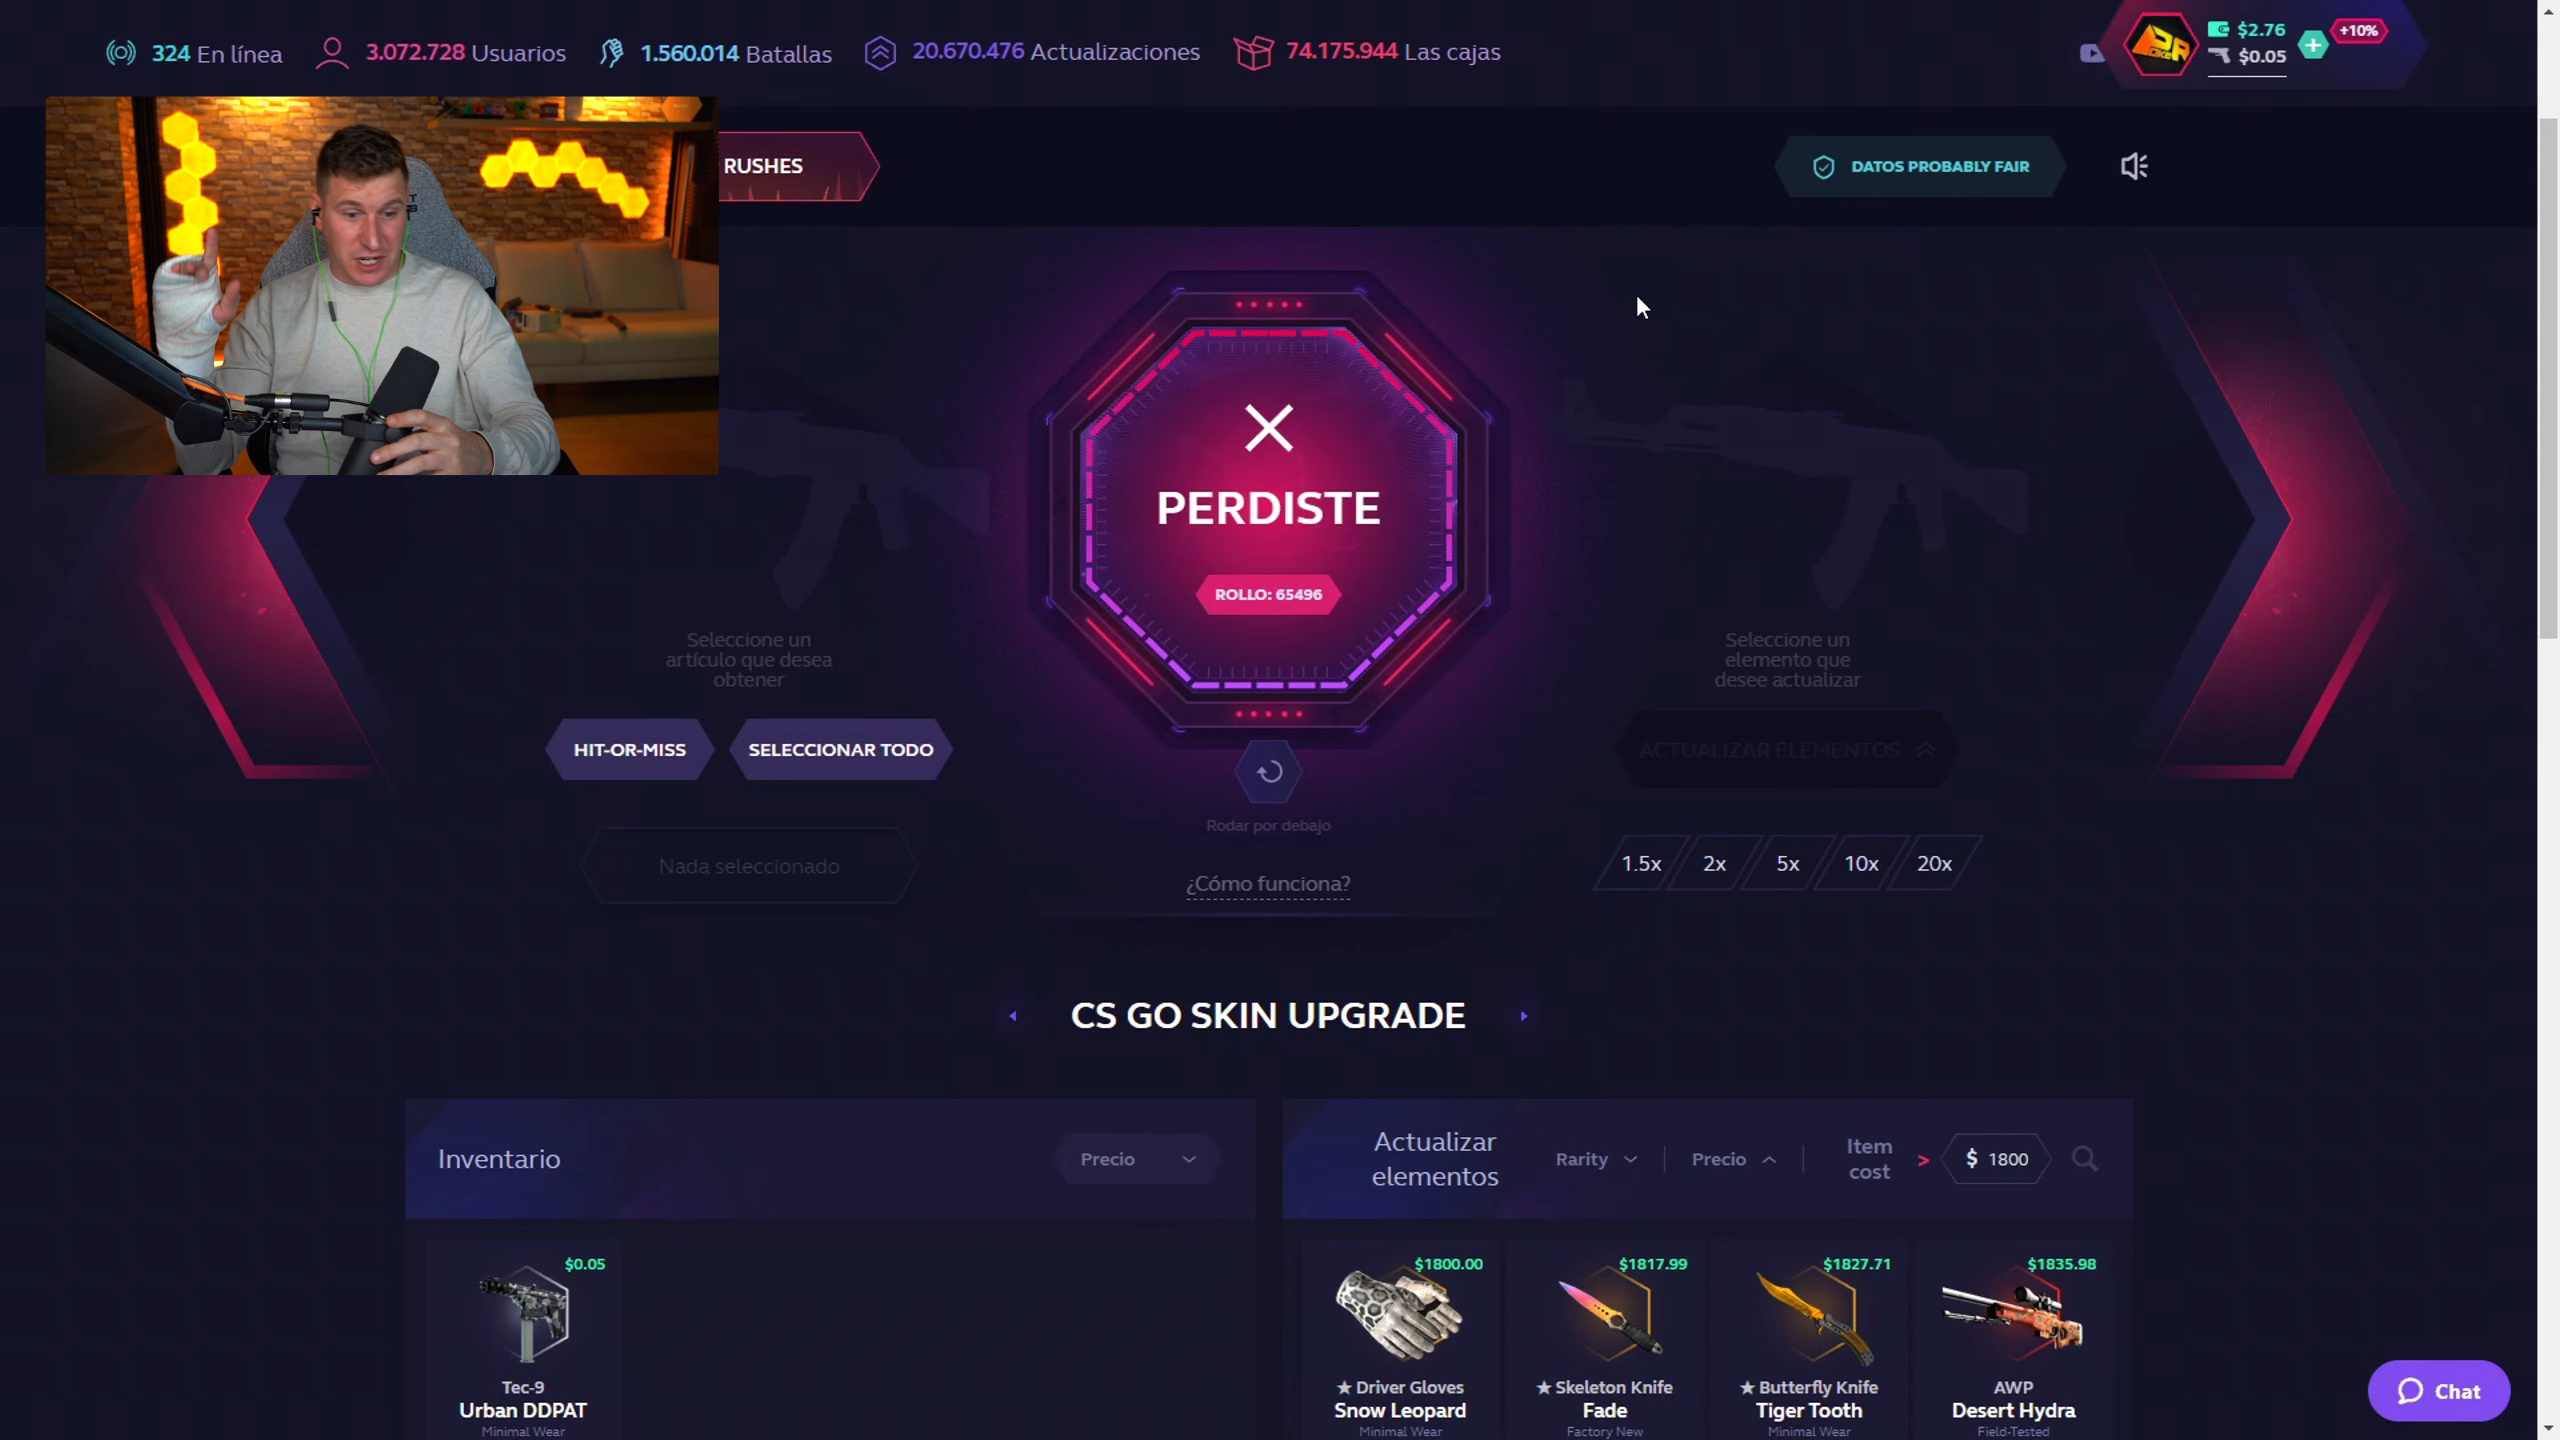 324 En línea
3.072.728 Usuarios
1.560.014 Batallas
20.670.476 Actualizaciones
74.175.944 Las cajas
$2.76
$0.05
+10%
RUSHES
DATOS PROBABLY FAIR
PERDISTE
ROLLO: 65496
Seleccione un
artículo que desea
obtener
HIT-OR-MISS
SELECCIONAR TODO
Nada seleccionado
Rodar por debajo
¿Cómo funciona?
Seleccione un
elemento que
desee actualizar
ACTUALIZAR ELEMENTOS
1.5x 2x 5x 10x 20x
CS GO SKIN UPGRADE
Inventario
Precio
Actualizar
elementos
Rarity
Precio
Item
cost
>
$ 1800
$0.05
Tec-9
Urban DDPAT
Minimal Wear
$1800.00
★ Driver Gloves
Snow Leopard
Minimal Wear
$1817.99
★ Skeleton Knife
Fade
Factory New
$1827.71
★ Butterfly Knife
Tiger Tooth
Minimal Wear
$1835.98
AWP
Desert Hydra
Field-Tested
Chat